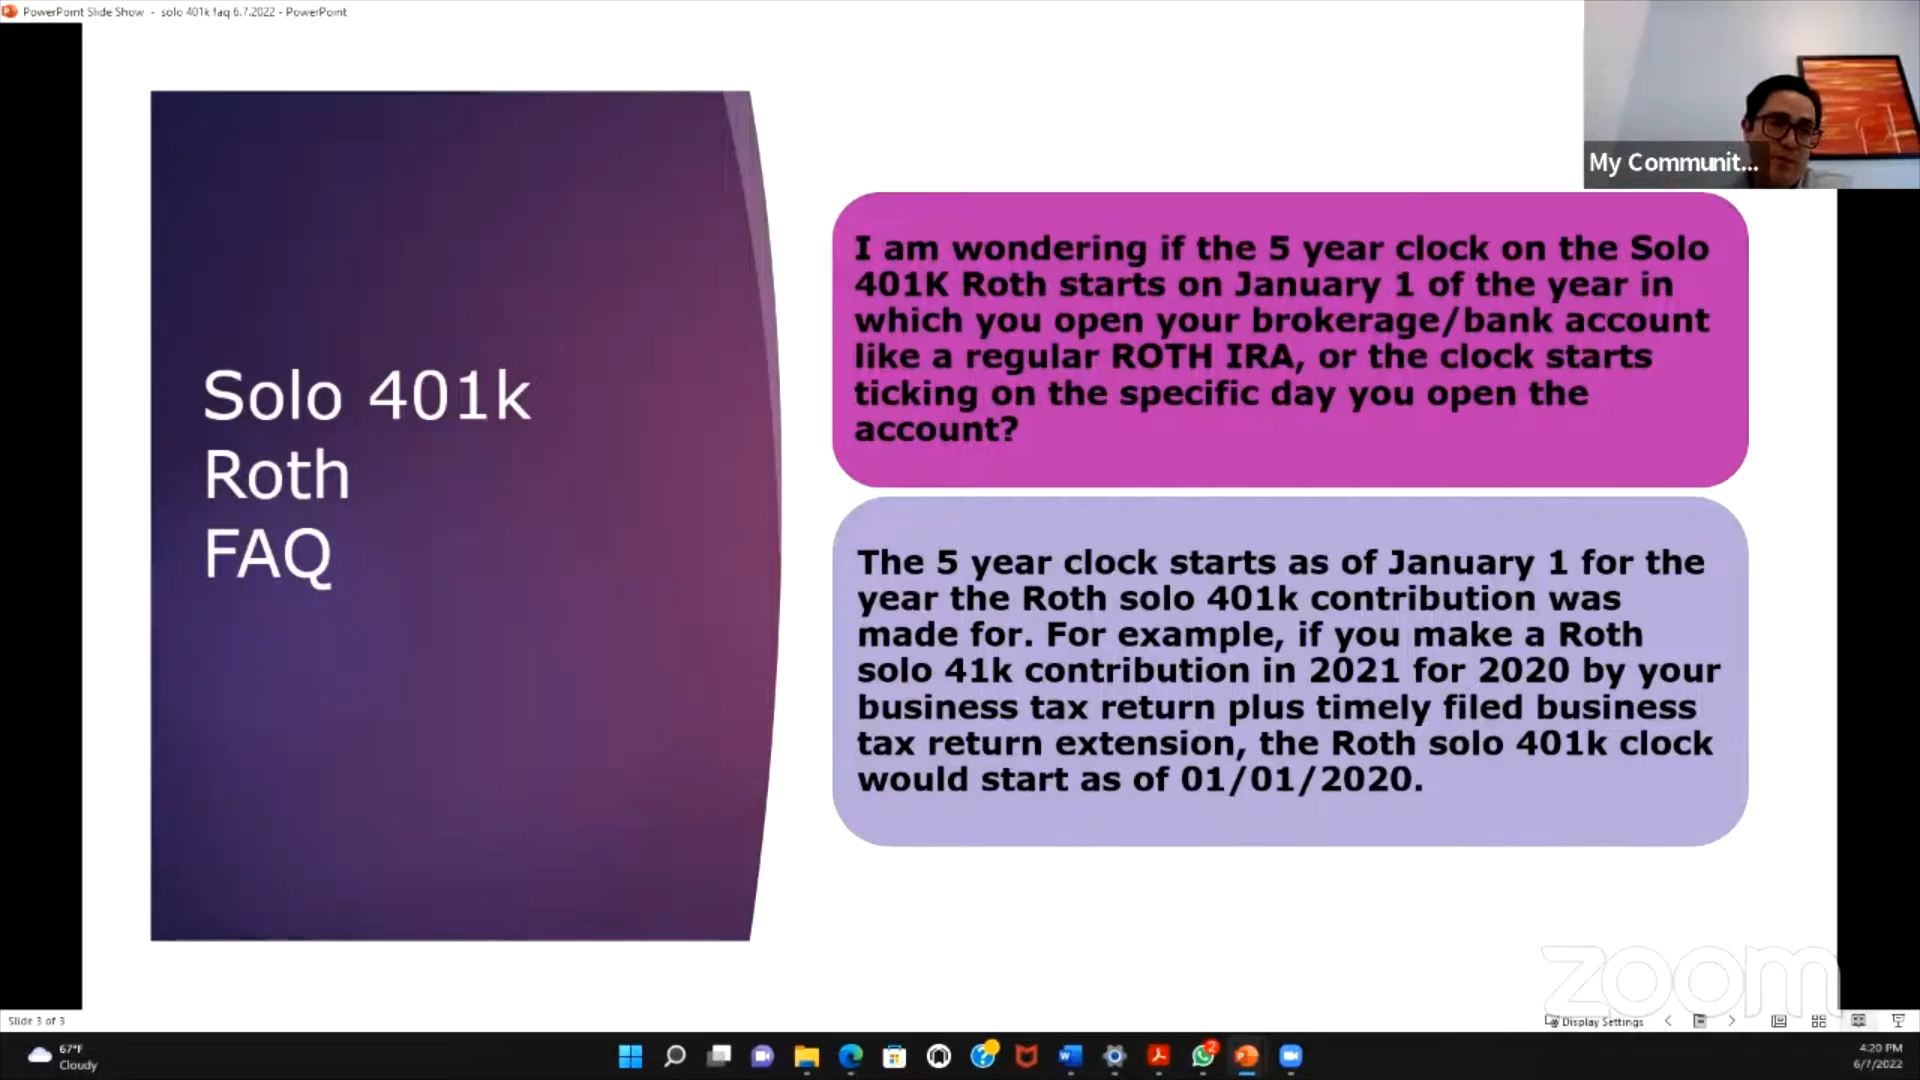 PowerPoint Slide Show - solo 401k faq 6.7.2022 - PowerPoint
My Communit...
Solo 401k
Roth
FAQ
I am wondering if the 5 year clock on the Solo
401K Roth starts on January 1 of the year in
which you open your brokerage/bank account
like a regular ROTH IRA, or the clock starts
ticking on the specific day you open the
account?
The 5 year clock starts as of January 1 for the
year the Roth solo 401k contribution was
made for. For example, if you make a Roth
solo 41k contribution in 2021 for 2020 by your
business tax return plus timely filed business
tax return extension, the Roth solo 401k clock
would start as of 01/01/2020.
zoom
Slide 3 of 3
Display Settings
67°F
Cloudy
2
4:20 PM
6/7/2022